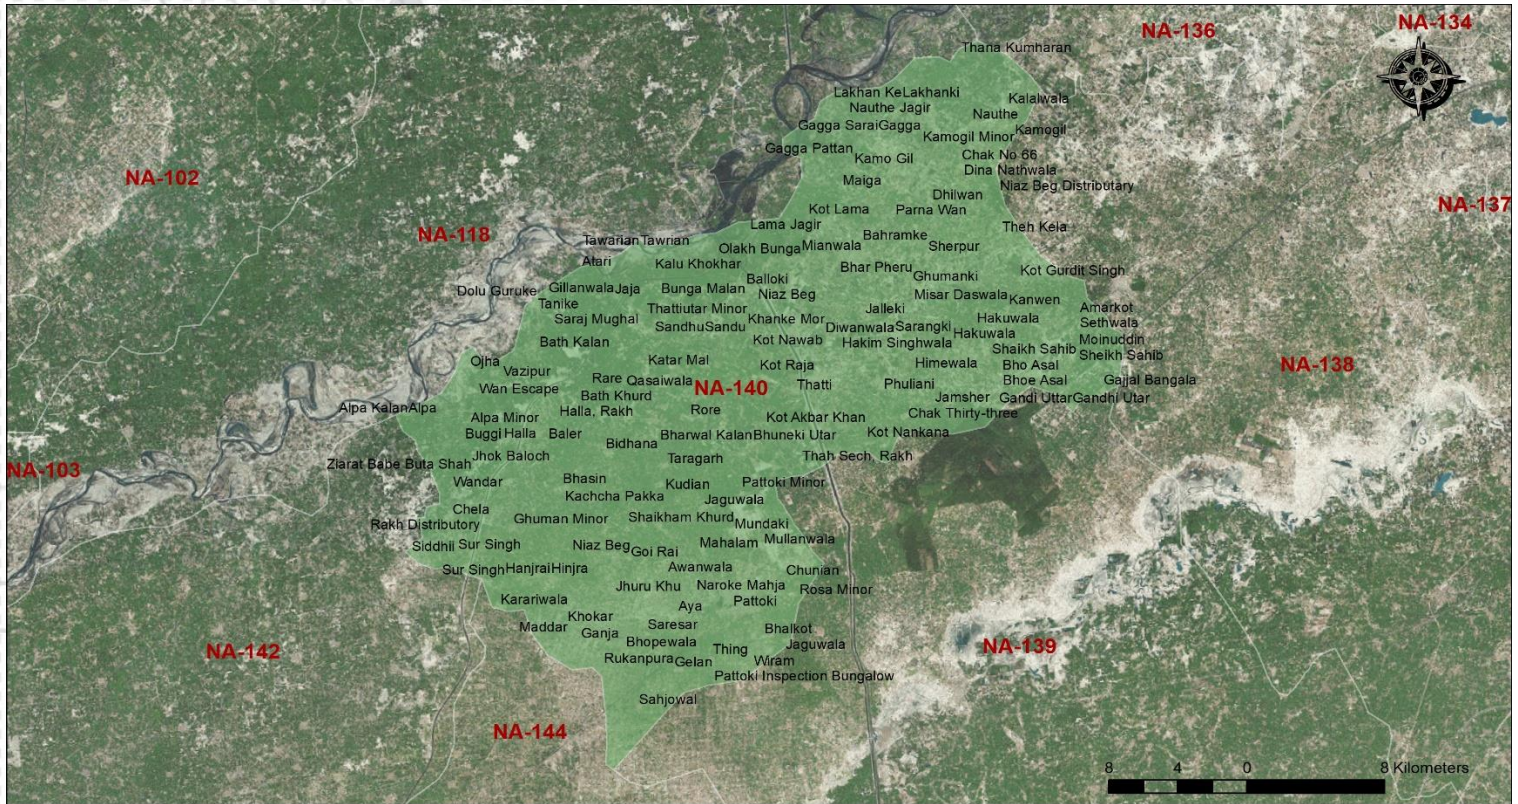 NA-134
NA-136
Thana Kumharan
Lakhan KeLakhanki
Kalalwala
Nauthe Jagir
Nauthe
Gagga SaraiGagga
Kamogil
Kamogil Minor
Gagga Pattan
Chak No 66
Kamo Gil
Dina Nathwala
NA-102
Maiga
Niaz Beg Distributary
Dhilwan
NA-137
Kot Lama
Parna Wan
Lama Jagir
Theh Kela
NA-118
Bahramke
TawarianTawrian
Olakh Bunga
Mianwala
Sherpur
Atari
Kalu Khokhar
Bhar Pheru
Kot Gurdit Singh
Ghumanki
Balloki
Dolu Guruke
Gillanwala
Jaja
Bunga Malan
Niaz Beg
Misar Daswala
Kanwen
Tanike
Thattiutar Minor
Jalleki
Amarkot
Saraj Mughal
Khanke Mor
Hakuwala
Sethwala
SandhuSandu
Diwanwala
Sarangki
Hakuwala
Bath Kalan
Kot Nawab
Hakim Singhwala
Moinuddin
Shaikh Sahib
Sheikh Sahib
Ojha
Katar Mal
Kot Raja
Himewala
Bho Asal
NA-138
Vazipur
Rare
Qasaiwala
NA-140
Thatti
Phuliani
Bhoe Asal
Gajjal Bangala
Wan Escape
Bath Khurd
Jamsher
Gandi UttarGandhi Utar
Alpa KalanAlpa
Halla, Rakh
Rore
Chak Thirty-three
Alpa Minor
Kot Akbar Khan
Buggi
Halla
Baler
Bharwal Kalan
Bhuneki Utar
Kot Nankana
Bidhana
Jhok Baloch
Taragarh
Thah Sech, Rakh
Ziarat Babe Buta Shah
NA-103
Wandar
Bhasin
Kudian
Pattoki Minor
Kachcha Pakka
Jaguwala
Chela
Ghuman Minor
Shaikham Khurd
Rakh Distributory
Mundaki
Siddhii
Sur Singh
Niaz Beg
Goi Rai
Mahalam
Mullanwala
Sur Singh
Hanjrai
Hinjra
Awanwala
Chunian
Jhuru Khu
Naroke Mahja
Rosa Minor
Karariwala
Aya
Pattoki
Khokar
Maddar
Ganja
Saresar
Bhalkot
Bhopewala
Jaguwala
NA-139
NA-142
Thing
Rukanpura
Gelan
Wiram
Pattoki Inspection Bungalow
Sahjowal
NA-144
8 4 0 8 Kilometers